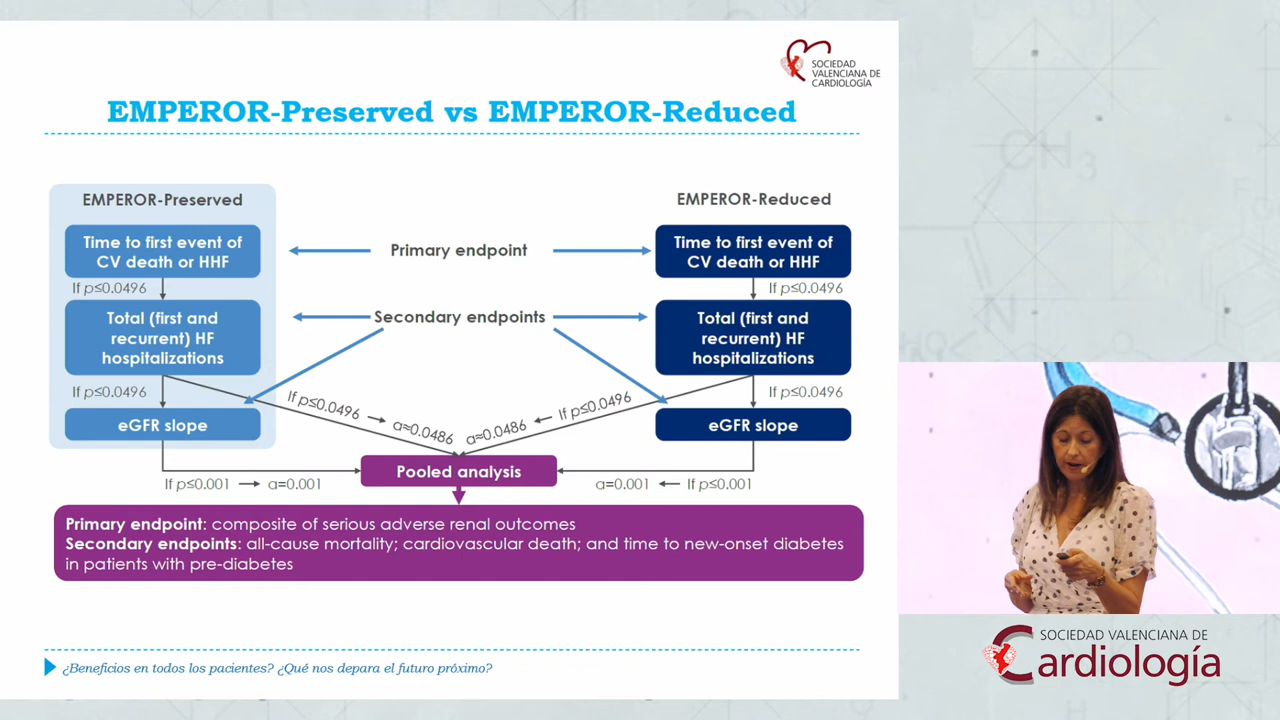 SOCIEDAD
VALENCIANA DE
CARDIOLOGÍA
EMPEROR-Preserved vs EMPEROR-Reduced
EMPEROR-Preserved
EMPEROR-Reduced
Time to first event of
CV death or HHF
Primary endpoint
Time to first event of
CV death or HHF
If p≤0.0496
If p≤0.0496
Total (first and
recurrent) HF
hospitalizations
Secondary endpoints
Total (first and
recurrent) HF
hospitalizations
If p≤0.0496
If p≤0.0496 → a=0.0486
a=0.0486 ← If p≤0.0496
If p≤0.0496
eGFR slope
eGFR slope
Pooled analysis
If p≤0.001 → a=0.001
a=0.001 ← If p≤0.001
Primary endpoint: composite of serious adverse renal outcomes
Secondary endpoints: all-cause mortality; cardiovascular death; and time to new-onset diabetes
in patients with pre-diabetes
¿Beneficios en todos los pacientes? ¿Qué nos depara el futuro próximo?
CH3
N
SOCIEDAD VALENCIANA DE
Cardiología